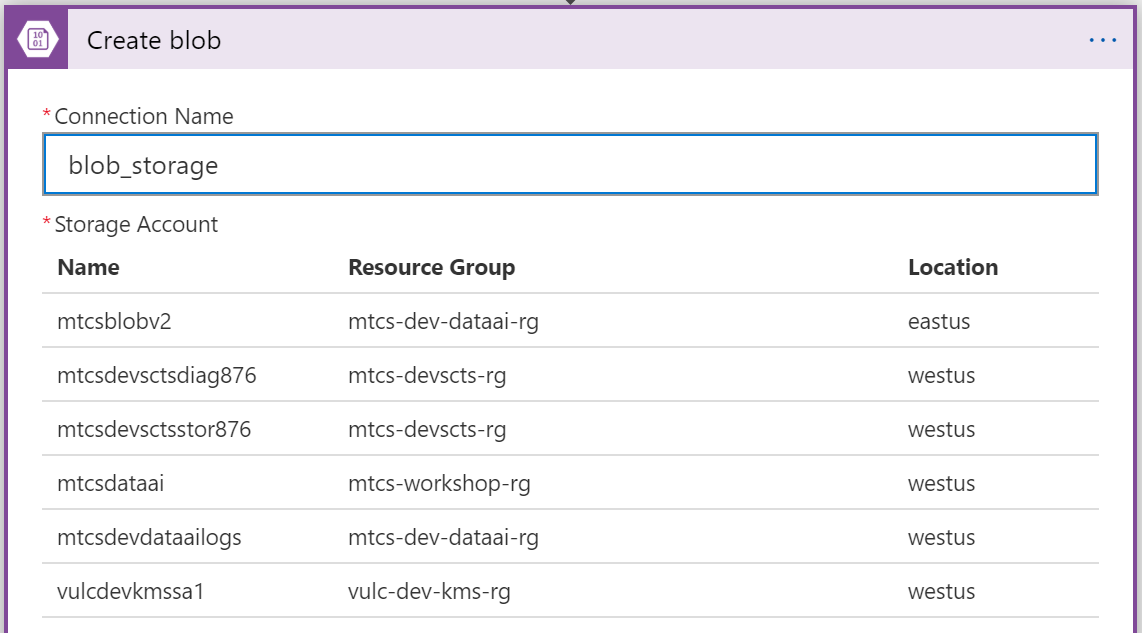 10
01
Create blob
...
* Connection Name
blob_storage
* Storage Account
Name Resource Group Location
mtcsblobv2 mtcs-dev-dataai-rg eastus
mtcsdevsctsdiag876 mtcs-devscts-rg westus
mtcsdevsctsstor876 mtcs-devscts-rg westus
mtcsdataai mtcs-workshop-rg westus
mtcsdevdataailogs mtcs-dev-dataai-rg westus
vulcdevkmssa1 vulc-dev-kms-rg westus